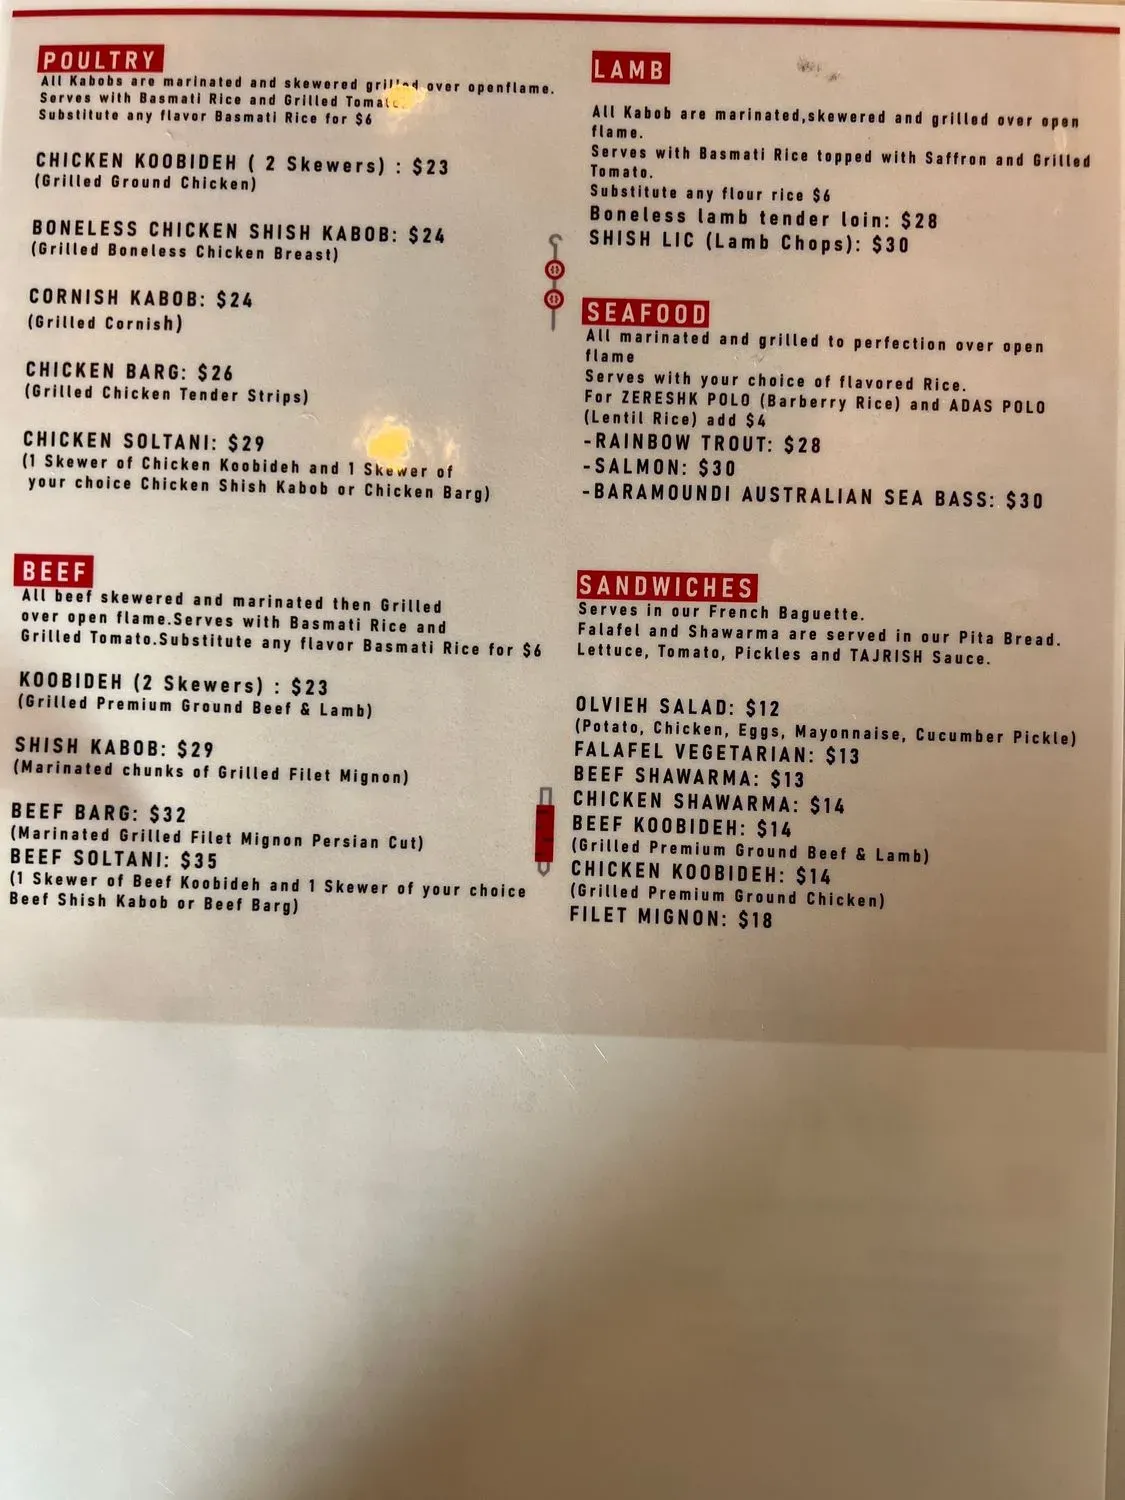 POULTRY
All Kabobs are marinated and skewered grilled over openflame.
Serves with Basmati Rice and Grilled Tomato.
Substitute any flavor Basmati Rice for $6
CHICKEN KOOBIDEH ( 2 Skewers) : $23
(Grilled Ground Chicken)
BONELESS CHICKEN SHISH KABOB: $24
(Grilled Boneless Chicken Breast)
CORNISH KABOB: $24
(Grilled Cornish)
CHICKEN BARG: $26
(Grilled Chicken Tender Strips)
CHICKEN SOLTANI: $29
(1 Skewer of Chicken Koobideh and 1 Skewer of
your choice Chicken Shish Kabob or Chicken Barg)
BEEF
All beef skewered and marinated then Grilled
over open flame.Serves with Basmati Rice and
Grilled Tomato.Substitute any flavor Basmati Rice for $6
KOOBIDEH (2 Skewers) : $23
(Grilled Premium Ground Beef & Lamb)
SHISH KABOB: $29
(Marinated chunks of Grilled Filet Mignon)
BEEF BARG: $32
(Marinated Grilled Filet Mignon Persian Cut)
BEEF SOLTANI: $35
(1 Skewer of Beef Koobideh and 1 Skewer of your choice
Beef Shish Kabob or Beef Barg)
LAMB
All Kabob are marinated,skewered and grilled over open
flame.
Serves with Basmati Rice topped with Saffron and Grilled
Tomato.
Substitute any flour rice $6
Boneless lamb tender loin: $28
SHISH LIC (Lamb Chops): $30
SEAFOOD
All marinated and grilled to perfection over open
flame
Serves with your choice of flavored Rice.
For ZERESHK POLO (Barberry Rice) and ADAS POLO
(Lentil Rice) add $4
-RAINBOW TROUT: $28
-SALMON: $30
-BARAMOUNDI AUSTRALIAN SEA BASS: $30
SANDWICHES
Serves in our French Baguette.
Falafel and Shawarma are served in our Pita Bread.
Lettuce, Tomato, Pickles and TAJRISH Sauce.
OLVIEH SALAD: $12
(Potato, Chicken, Eggs, Mayonnaise, Cucumber Pickle)
FALAFEL VEGETARIAN: $13
BEEF SHAWARMA: $13
CHICKEN SHAWARMA: $14
BEEF KOOBIDEH: $14
(Grilled Premium Ground Beef & Lamb)
CHICKEN KOOBIDEH: $14
(Grilled Premium Ground Chicken)
FILET MIGNON: $18